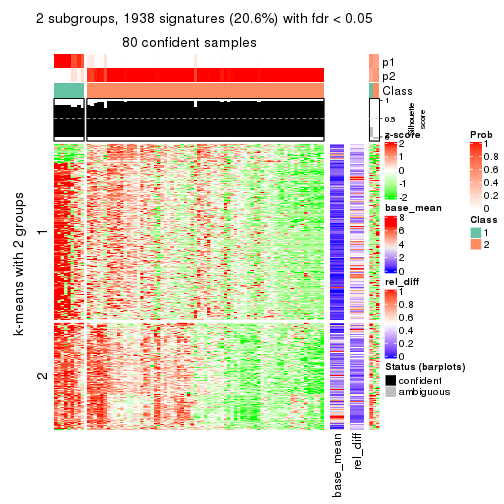 2 subgroups, 1938 signatures (20.6%) with fdr < 0.05
80 confident samples
p1
p2
Class
1
0.5
0
Silhouette
score
k-means with 2 groups
1
2
base_mean
rel_diff
z-score
2
1
0
-1
-2
base_mean
8
6
4
2
0
rel_diff
1
0.8
0.6
0.4
0.2
0
Status (barplots)
confident
ambiguous
Prob
1
0.8
0.6
0.4
0.2
0
Class
1
2